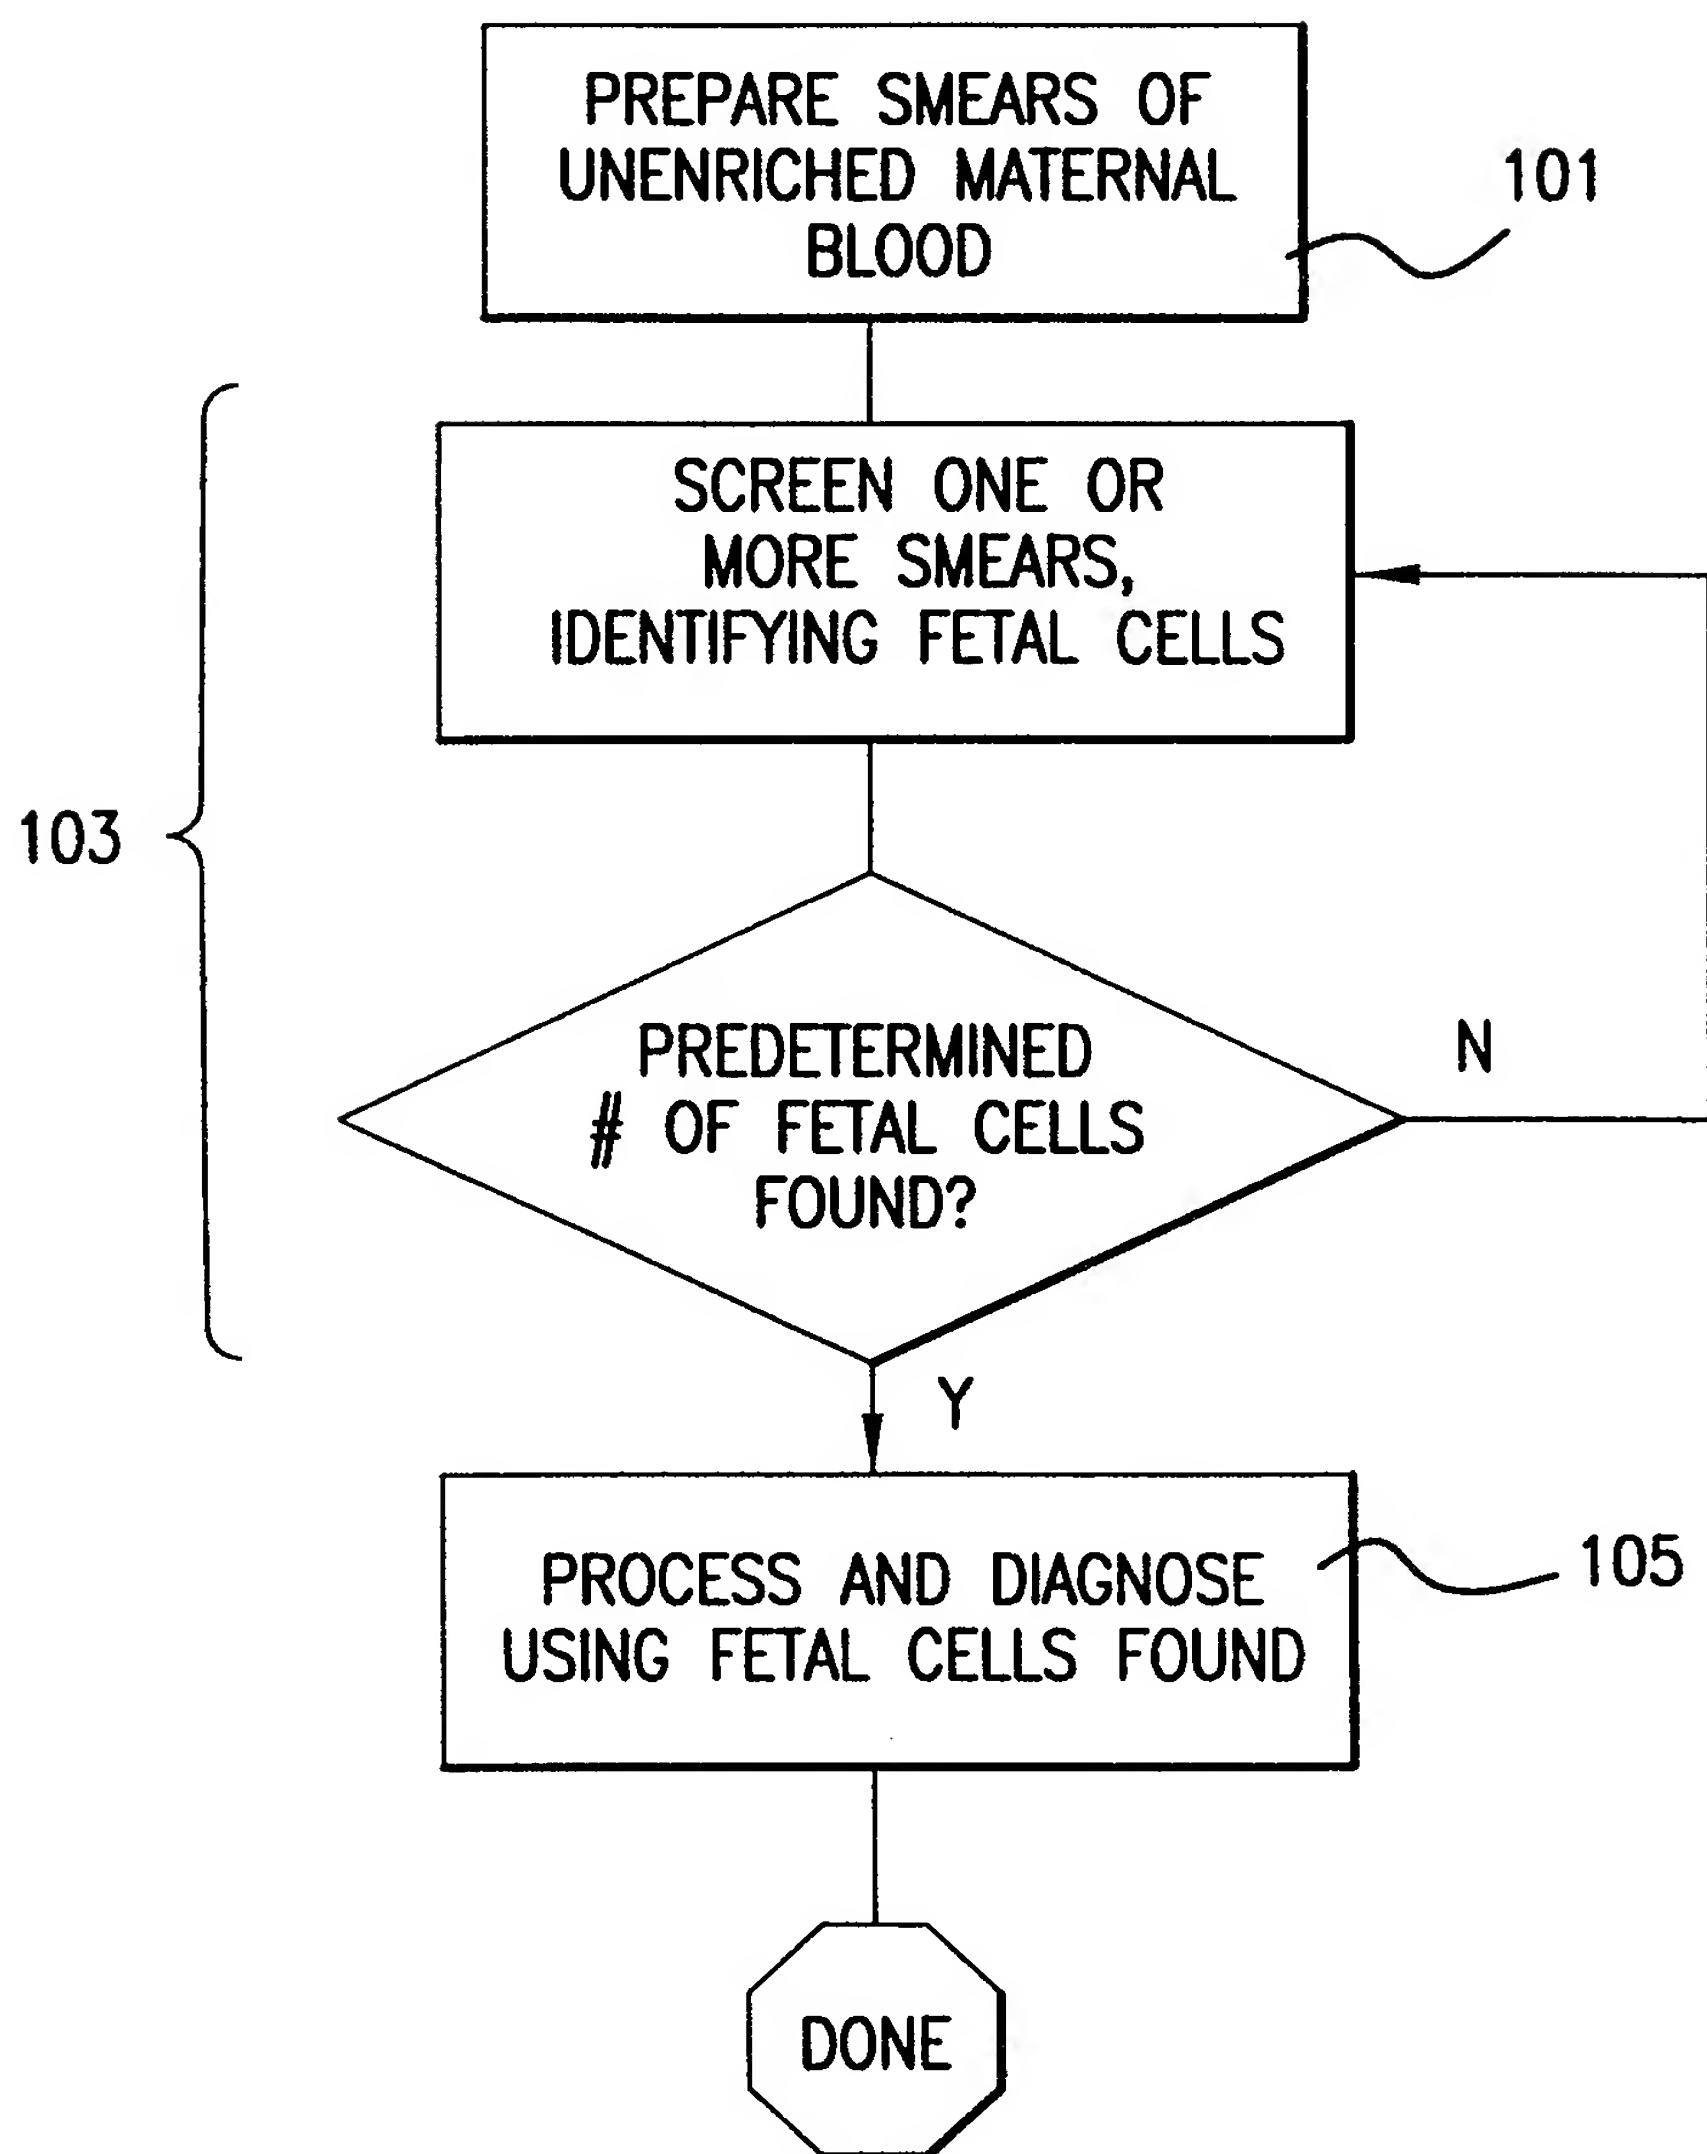 PREPARE SMEARS OF
UNENRICHED MATERNAL
BLOOD
101
SCREEN ONE OR
MORE SMEARS,
IDENTIFYING FETAL CELLS
103
PREDETERMINED
# OF FETAL CELLS
FOUND?
N
Y
PROCESS AND DIAGNOSE
USING FETAL CELLS FOUND
105
DONE